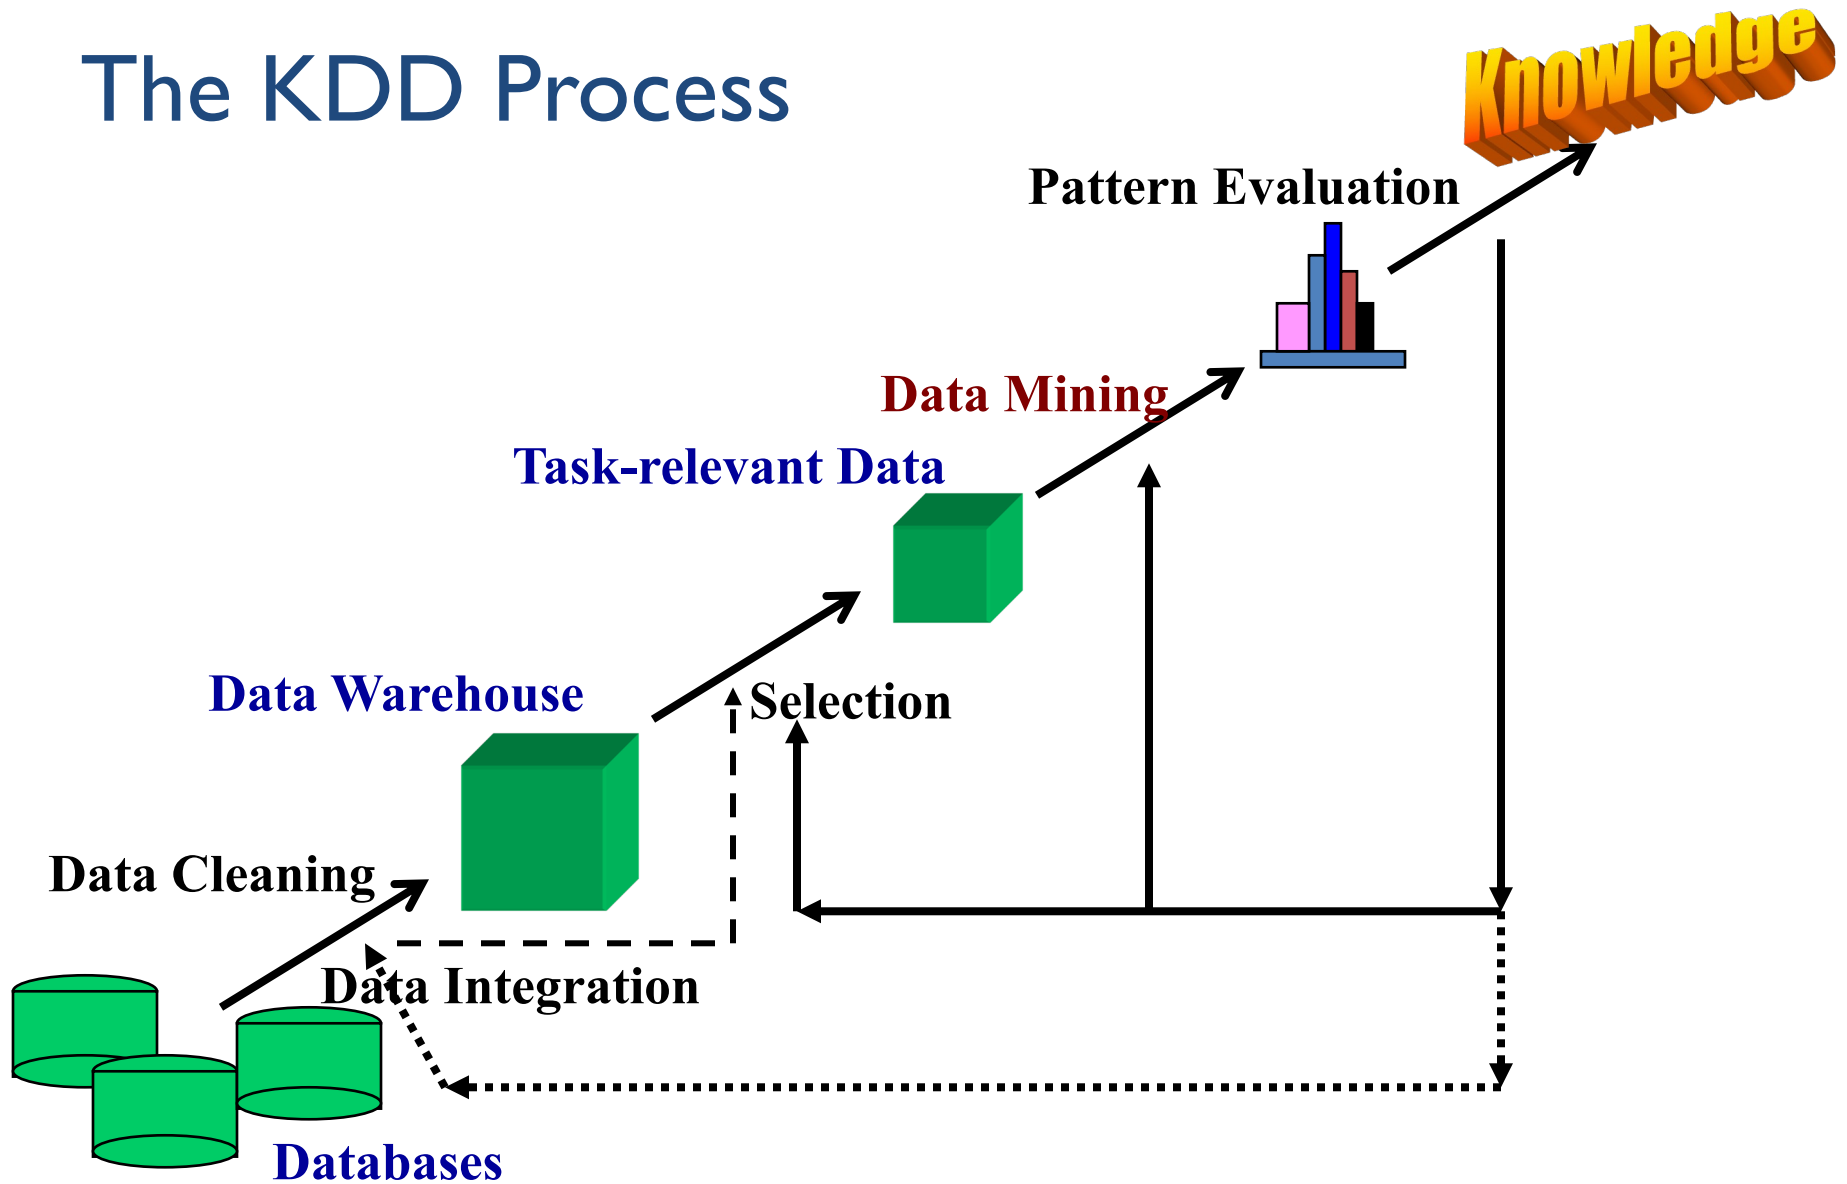 The KDD Process
Knowledge
Pattern Evaluation
Data Mining
Task-relevant Data
Data Warehouse
Selection
Data Cleaning
Data Integration
Databases